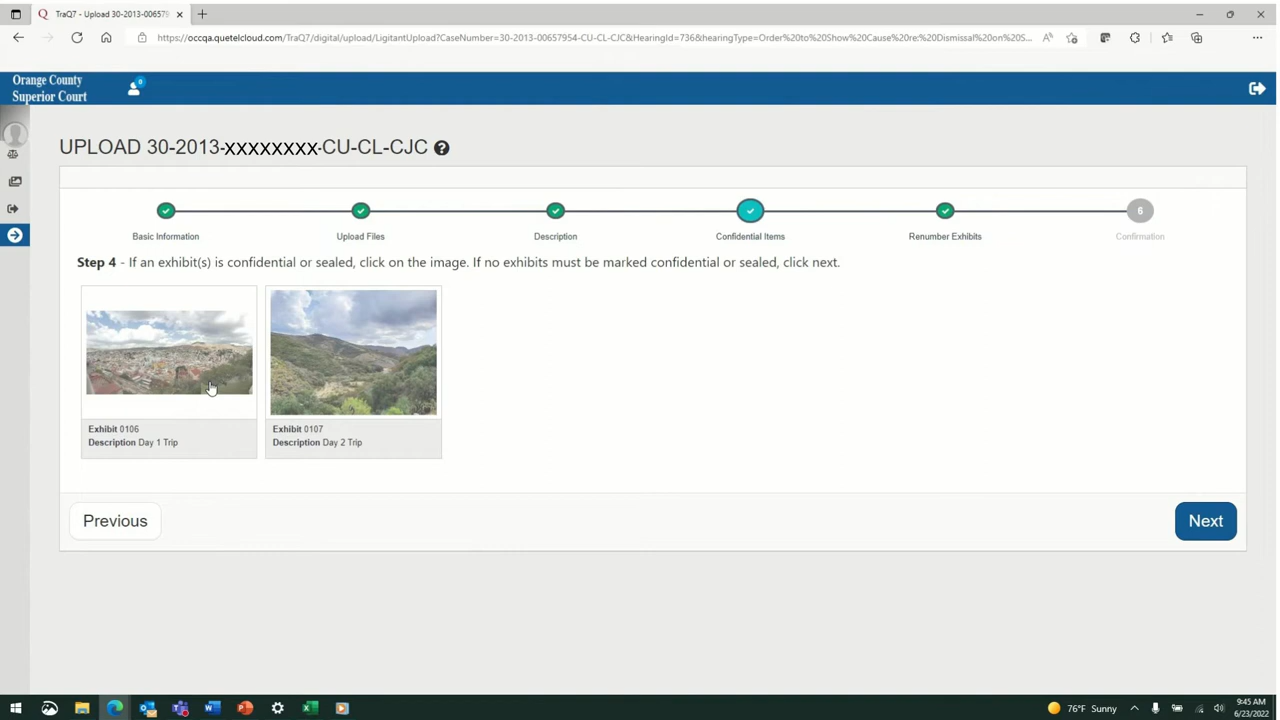 TraQ7 - Upload 30-2013-00657
https://occqa.quetelcloud.com/TraQ7/digital/upload/LigitantUpload?CaseNumber=30-2013-00657954-CU-CL-CJC&HearingId=736&hearingType=Order%20to%20Show%20Cause%20re:%20Dismissal%20on%20S...
Orange County
Superior Court
0
UPLOAD 30-2013-xxxxxxxx-CU-CL-CJC ?
6
Basic Information Upload Files Description Confidential Items Renumber Exhibits Confirmation
Step 4 - If an exhibit(s) is confidential or sealed, click on the image. If no exhibits must be marked confidential or sealed, click next.
Exhibit 0106
Description Day 1 Trip
Exhibit 0107
Description Day 2 Trip
Previous
Next
76°F Sunny
9:45 AM
6/23/2022